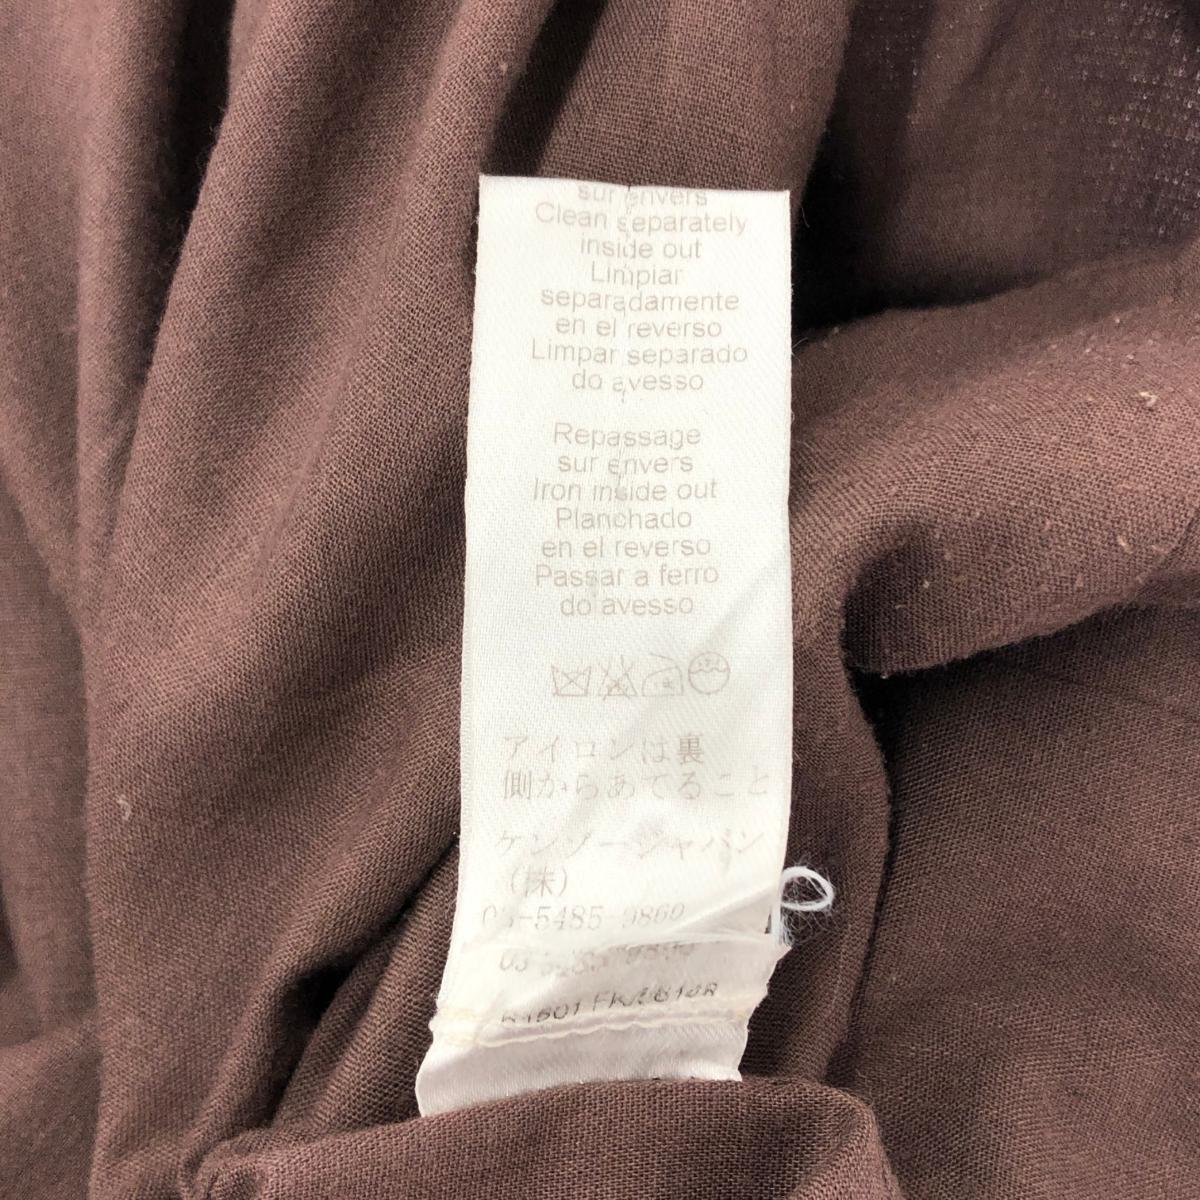 sur envers
Clean separately
inside out
Limpiar
separadamente
en el reverso
Limpar separado
do avesso
Repassage
sur envers
Iron inside out
Planchado
en el reverso
Passar a ferro
do avesso
アイロンは裏
側からあてること
ケンゾージャパン
（株）
03-5485-9860